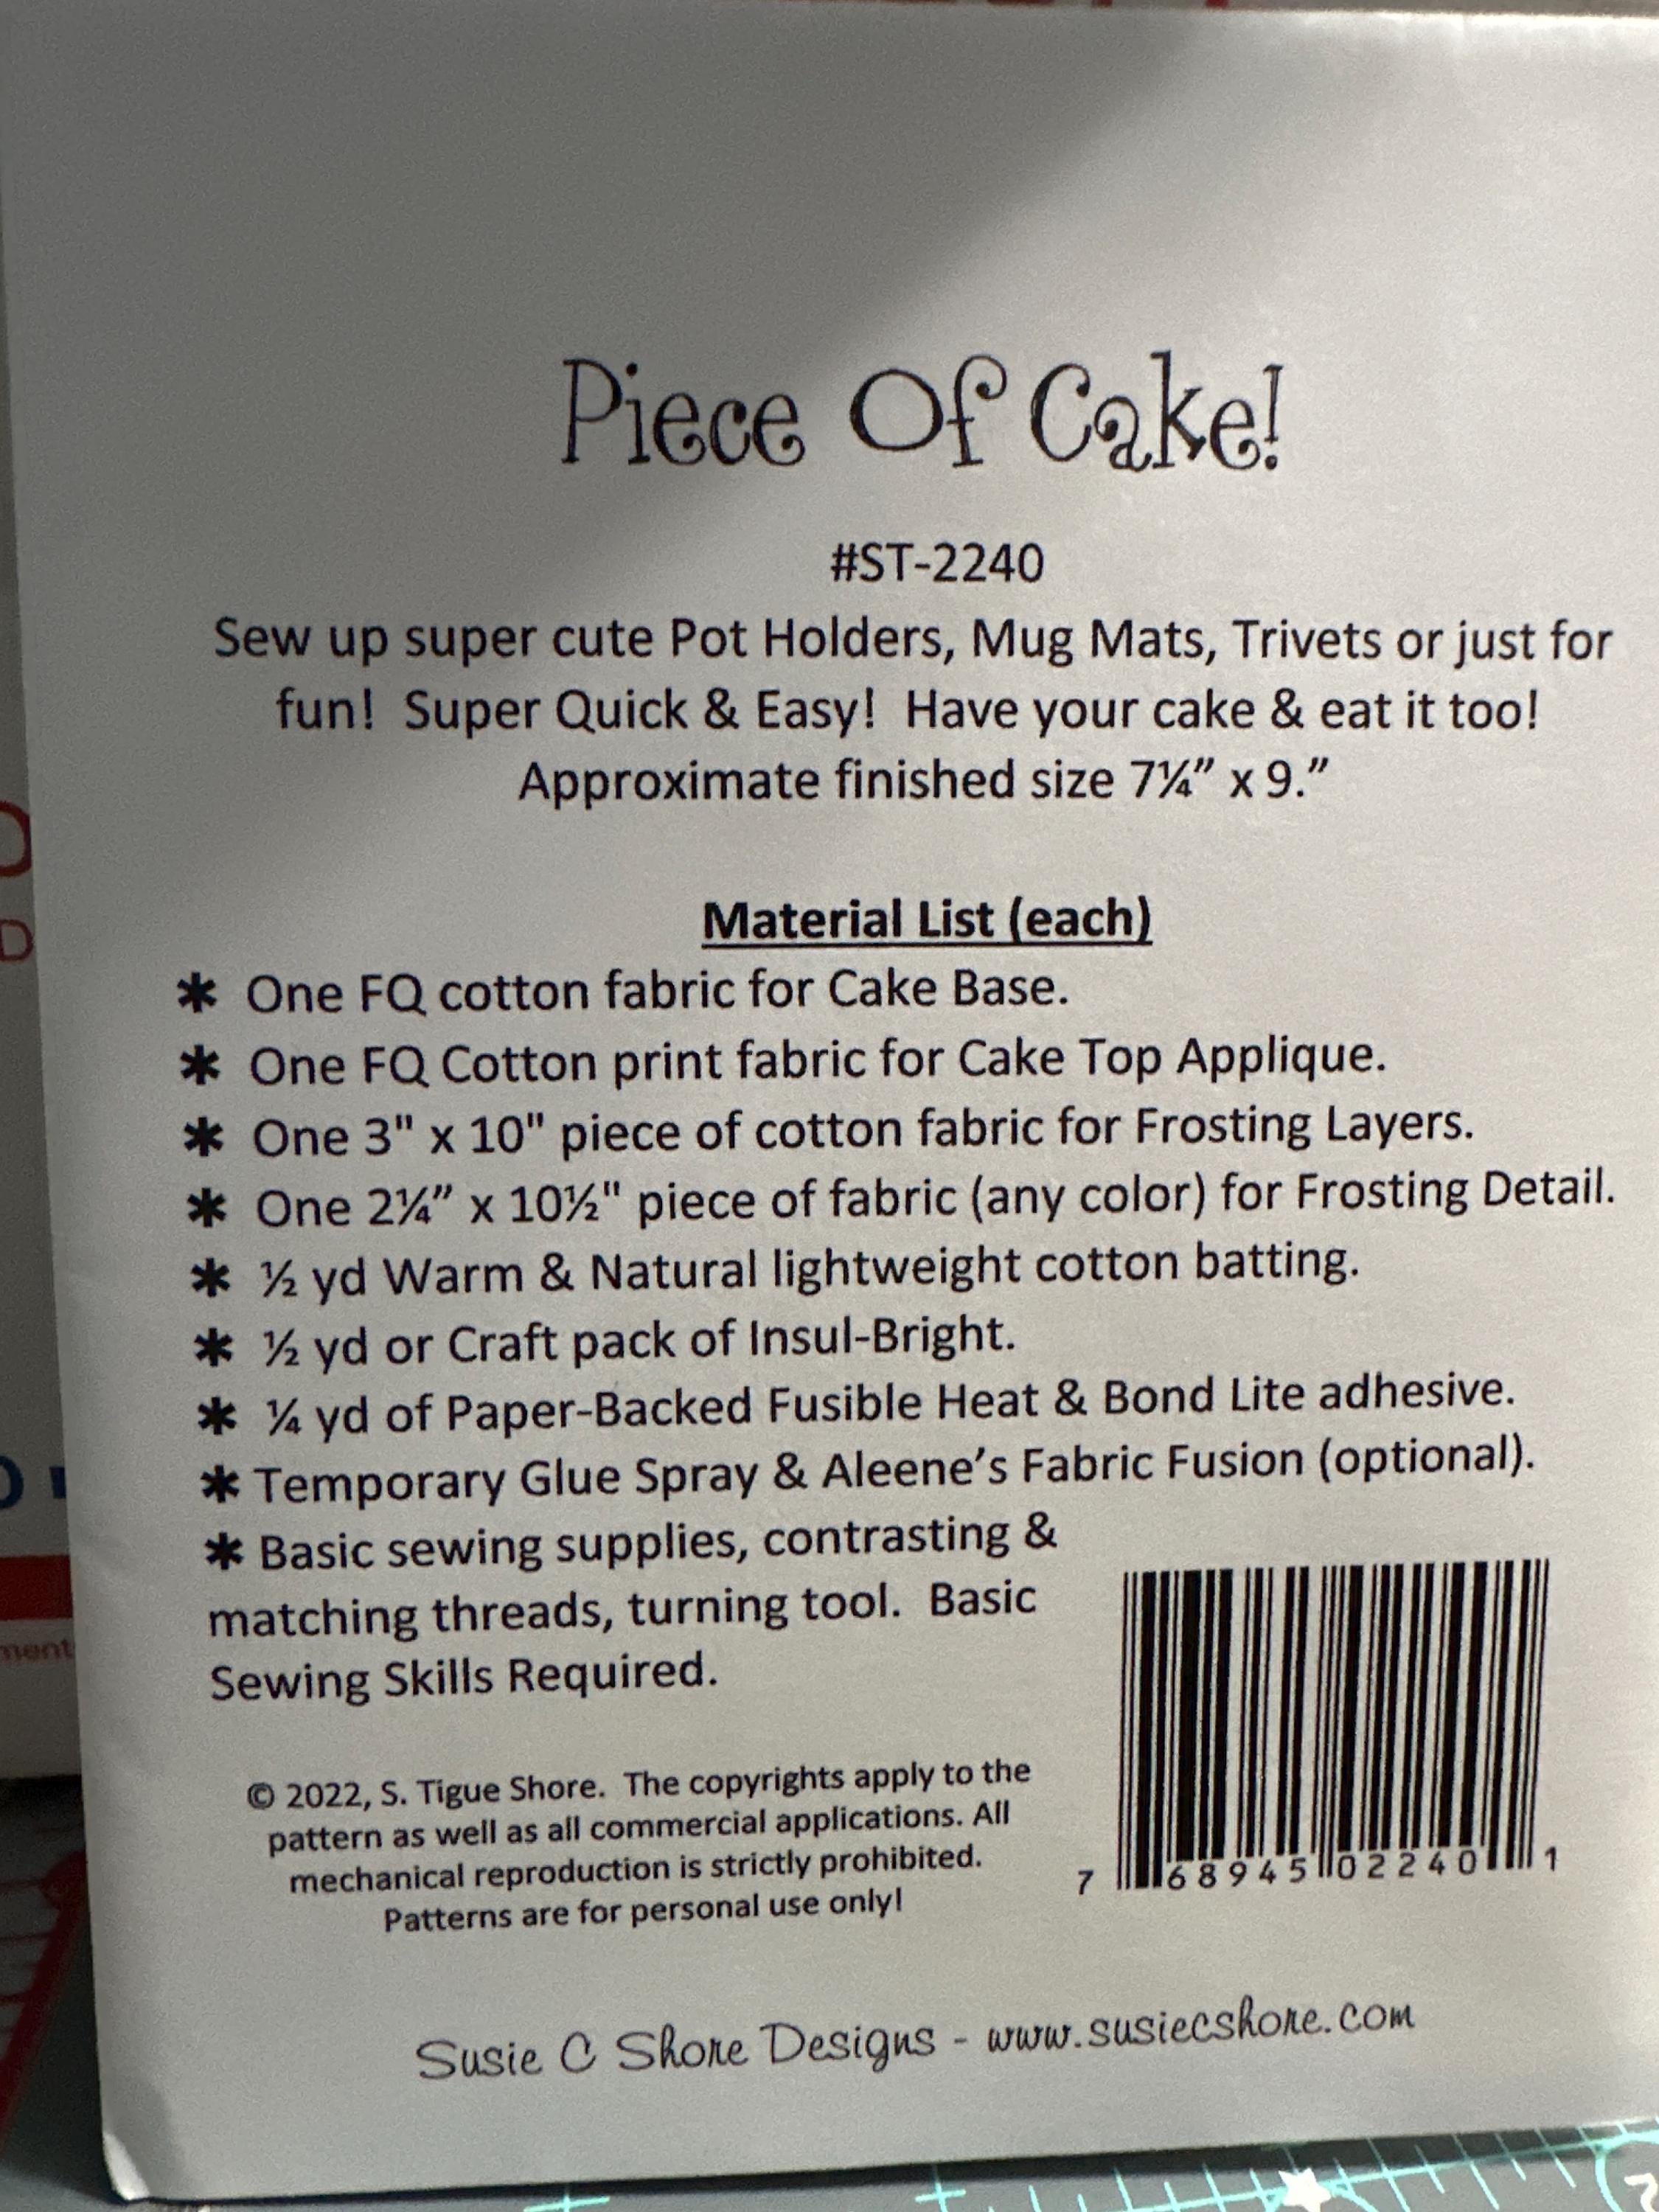 Piece Of Cake!
#ST-2240
Sew up super cute Pot Holders, Mug Mats, Trivets or just for
fun!  Super Quick & Easy!  Have your cake & eat it too!
Approximate finished size 7¼” x 9.”
Material List (each)
* One FQ cotton fabric for Cake Base.
* One FQ Cotton print fabric for Cake Top Applique.
* One 3" x 10" piece of cotton fabric for Frosting Layers.
* One 2¼” x 10½" piece of fabric (any color) for Frosting Detail.
* ½ yd Warm & Natural lightweight cotton batting.
* ½ yd or Craft pack of Insul-Bright.
* ¼ yd of Paper-Backed Fusible Heat & Bond Lite adhesive.
* Temporary Glue Spray & Aleene’s Fabric Fusion (optional).
* Basic sewing supplies, contrasting &
matching threads, turning tool.  Basic
Sewing Skills Required.
© 2022, S. Tigue Shore.  The copyrights apply to the
pattern as well as all commercial applications. All
mechanical reproduction is strictly prohibited.
Patterns are for personal use only!
7 68945 02240 1
Susie C Shore Designs - www.susiecshore.com